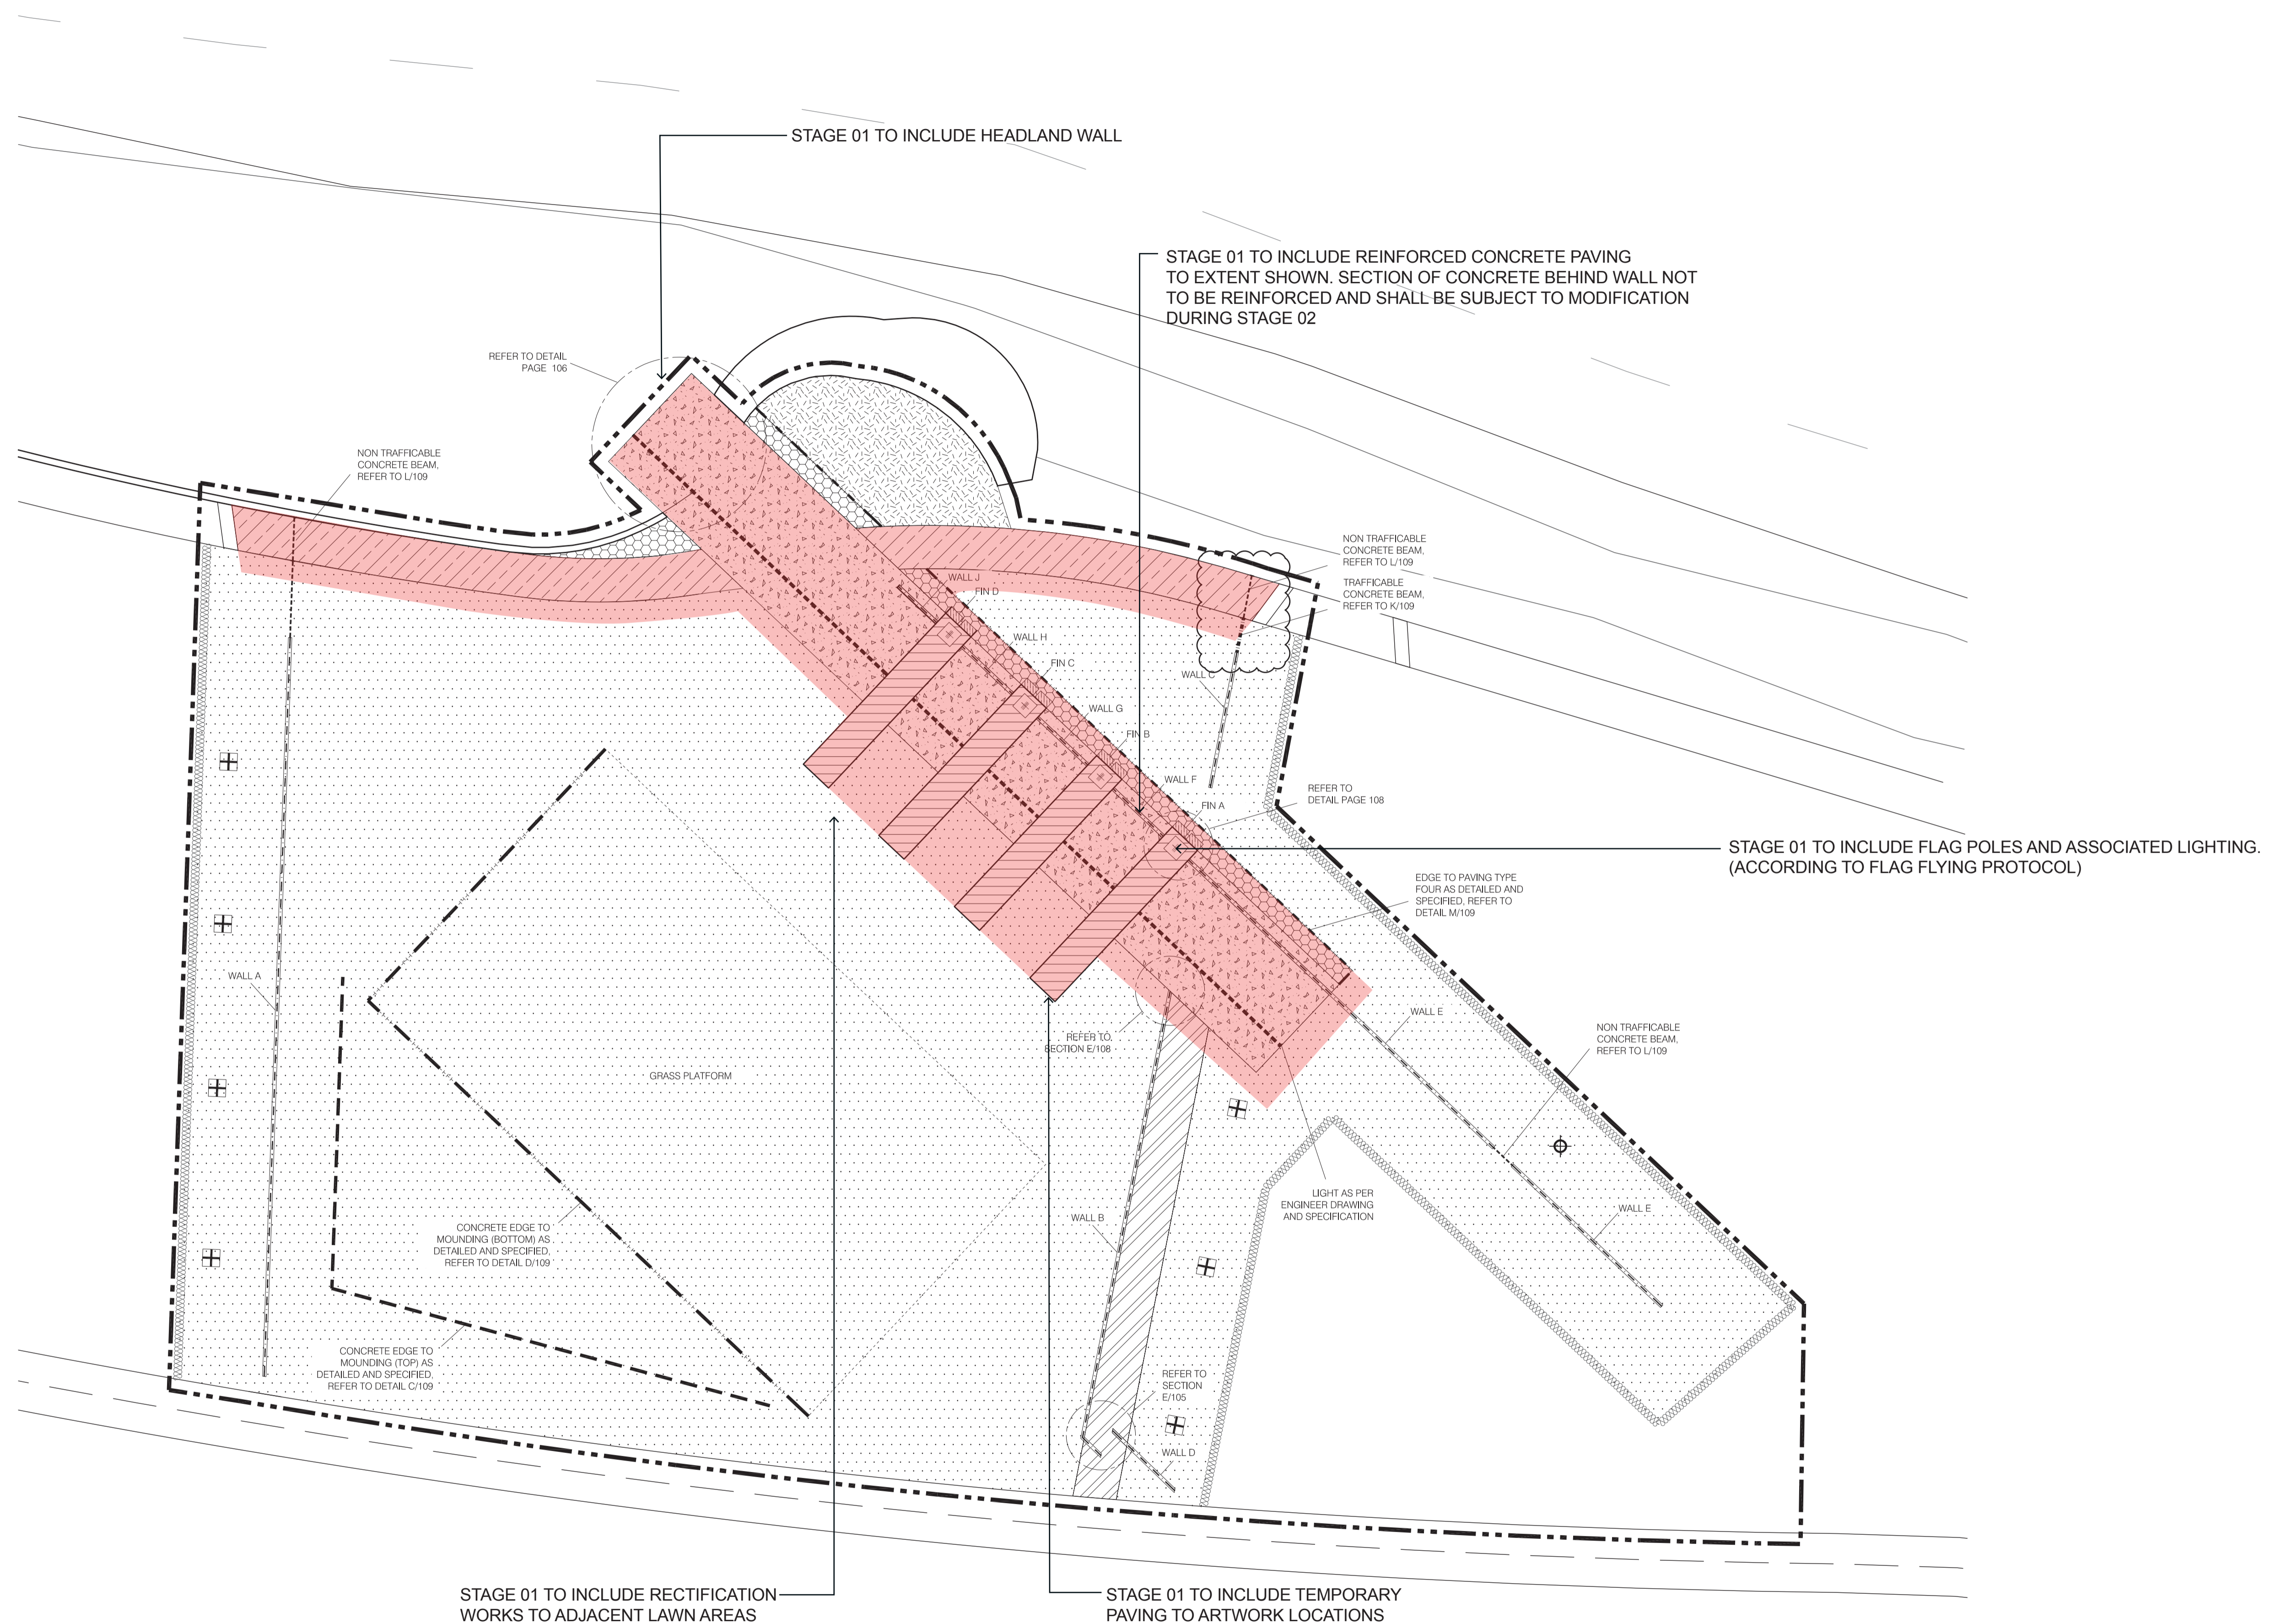 STAGE 01 TO INCLUDE HEADLAND WALL
STAGE 01 TO INCLUDE REINFORCED CONCRETE PAVING
TO EXTENT SHOWN. SECTION OF CONCRETE BEHIND WALL NOT
TO BE REINFORCED AND SHALL BE SUBJECT TO MODIFICATION
DURING STAGE 02
REFER TO DETAIL
PAGE 106
NON TRAFFICABLE
CONCRETE BEAM,
REFER TO L/109
NON TRAFFICABLE
CONCRETE BEAM,
REFER TO L/109
TRAFFICABLE
CONCRETE BEAM,
REFER TO K/109
WALL J
FIN D
WALL H
FIN C
WALL C
WALL G
FIN B
WALL F
FIN A
REFER TO
DETAIL PAGE 108
STAGE 01 TO INCLUDE FLAG POLES AND ASSOCIATED LIGHTING.
(ACCORDING TO FLAG FLYING PROTOCOL)
EDGE TO PAVING TYPE
FOUR AS DETAILED AND
SPECIFIED, REFER TO
DETAIL M/109
WALL A
WALL E
REFER TO
SECTION E/108
NON TRAFFICABLE
CONCRETE BEAM,
REFER TO L/109
GRASS PLATFORM
LIGHT AS PER
ENGINEER DRAWING
AND SPECIFICATION
WALL B
WALL E
CONCRETE EDGE TO
MOUNDING (BOTTOM) AS
DETAILED AND SPECIFIED,
REFER TO DETAIL D/109
CONCRETE EDGE TO
MOUNDING (TOP) AS
DETAILED AND SPECIFIED,
REFER TO DETAIL C/109
REFER TO
SECTION
E/105
WALL D
STAGE 01 TO INCLUDE RECTIFICATION
WORKS TO ADJACENT LAWN AREAS
STAGE 01 TO INCLUDE TEMPORARY
PAVING TO ARTWORK LOCATIONS